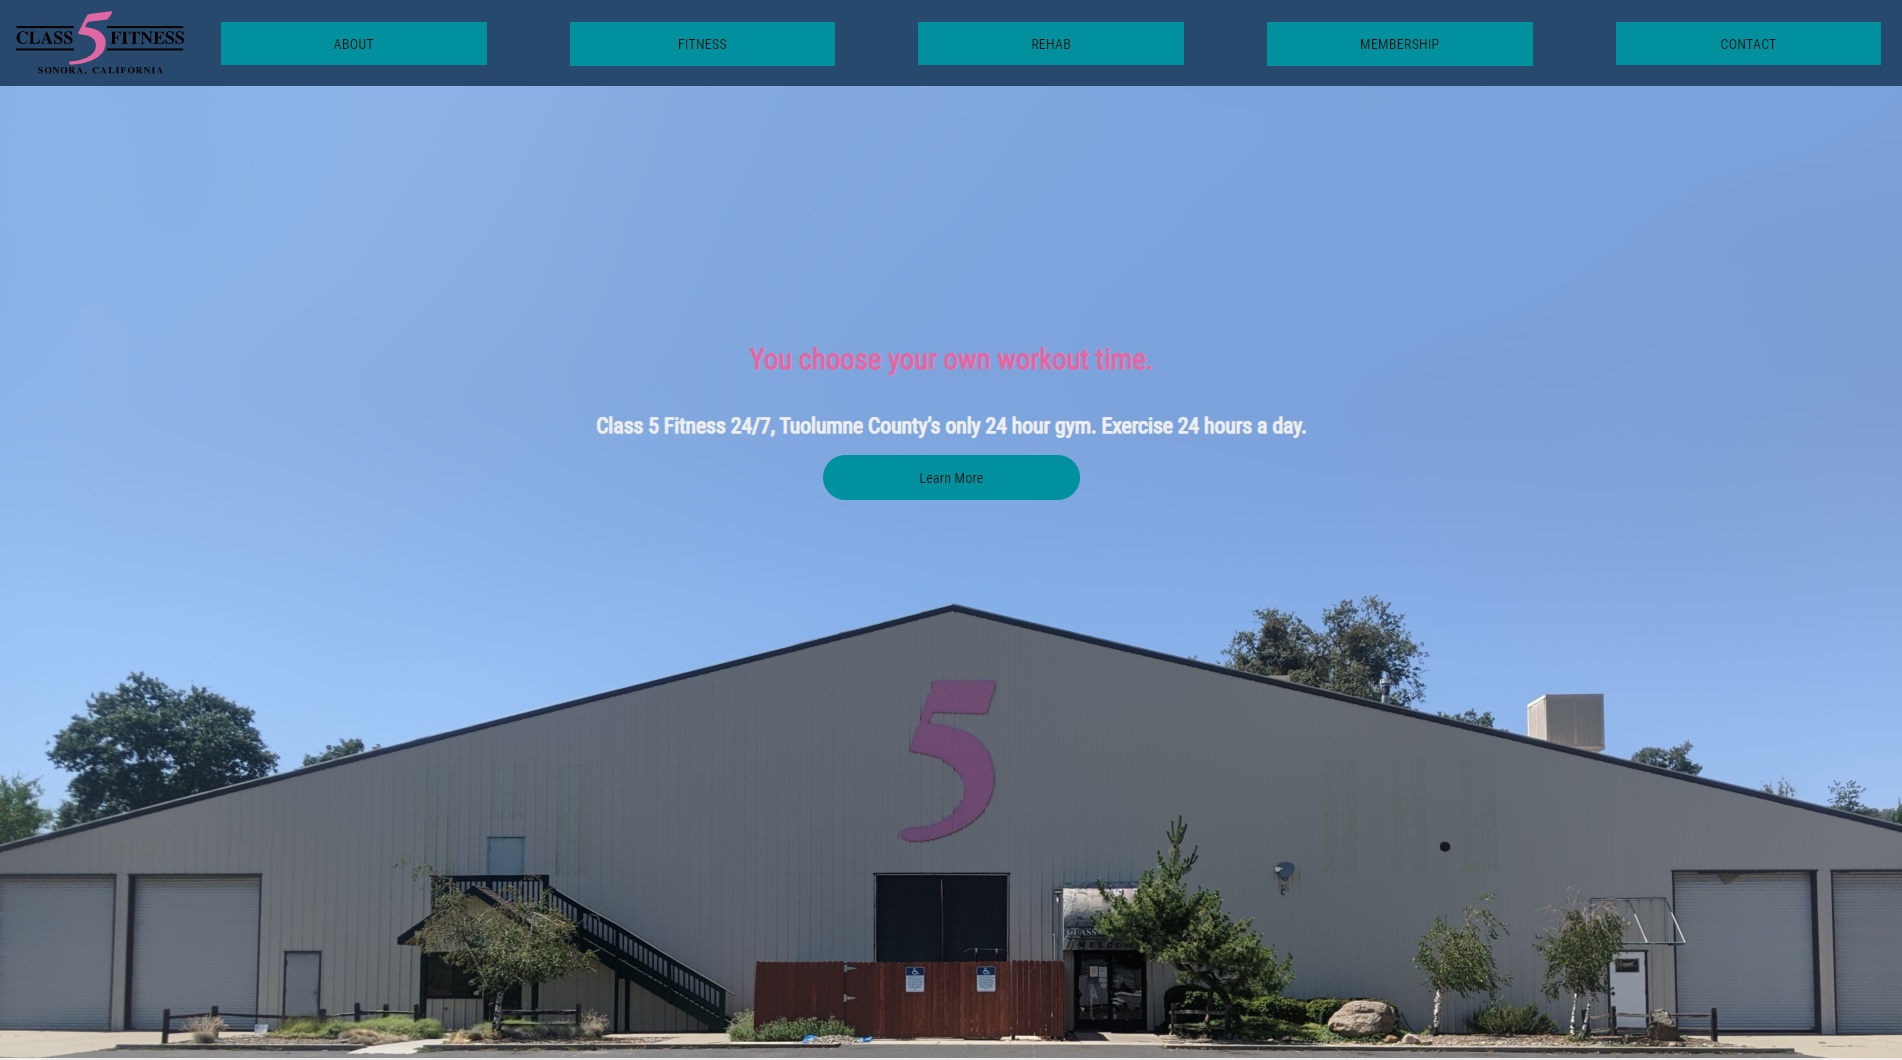 CLASS 5 FITNESS
SONORA, CALIFORNIA
ABOUT
FITNESS
REHAB
MEMBERSHIP
CONTACT
You choose your own workout time.
Class 5 Fitness 24/7, Tuolumne County's only 24 hour gym. Exercise 24 hours a day.
Learn More
5
CLASS